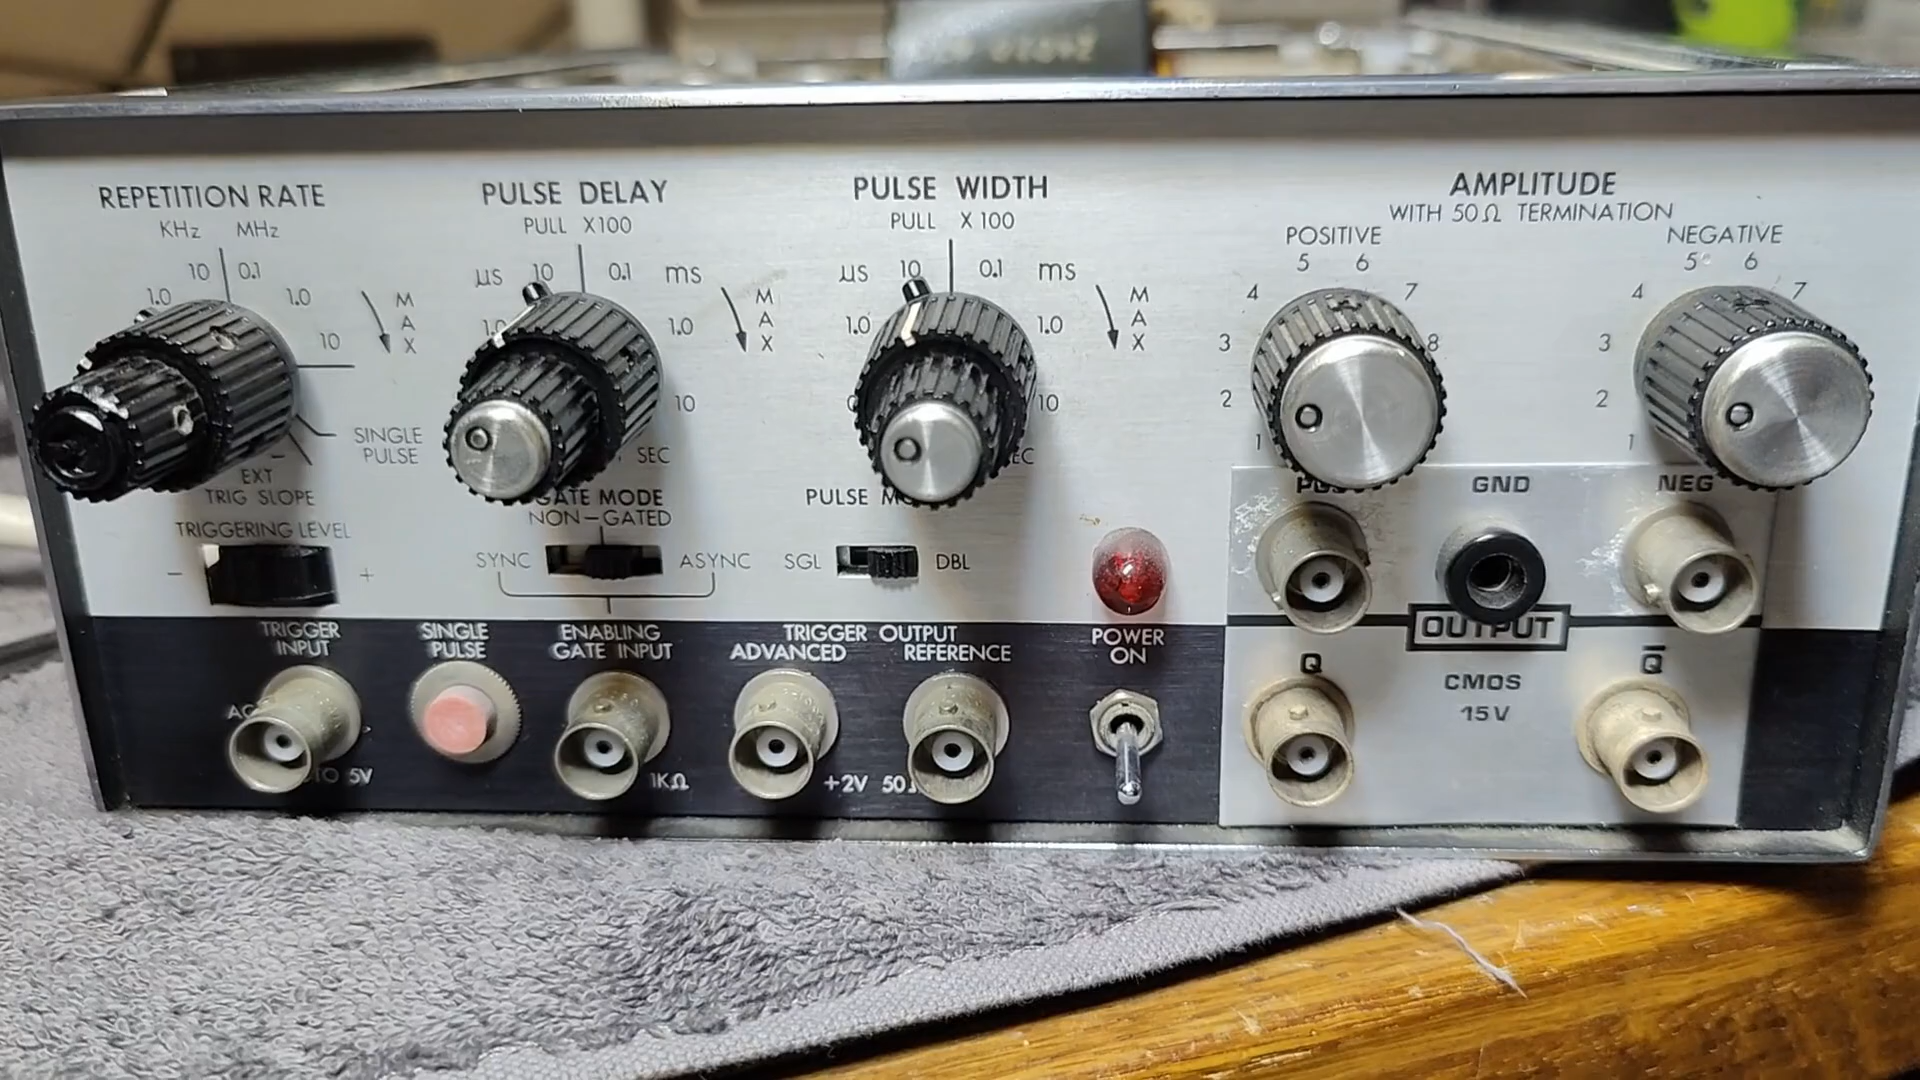 REPETITION RATE
KHz MHz
10 0.1
1.0 1.0
10
MAX
SINGLE PULSE
EXT
TRIG SLOPE
TRIGGERING LEVEL
- +
PULSE DELAY
PULL X100
µs 10 0.1 ms
1.0 1.0
10
MAX
SEC
GATE MODE
NON-GATED
SYNC ASYNC
PULSE WIDTH
PULL X100
µs 10 0.1 ms
1.0 1.0
10
MAX
PULSE
SGL DBL
AMPLITUDE
WITH 50Ω TERMINATION
POSITIVE
5 6
4 7
3 8
2
1
NEGATIVE
5 6
4 7
3
2
1
GND
NEG
OUTPUT
Q
CMOS
15V
Q̅
TRIGGER
INPUT
TO 5V
SINGLE
PULSE
ENABLING
GATE INPUT
1KΩ
TRIGGER OUTPUT
ADVANCED REFERENCE
+2V
POWER
ON